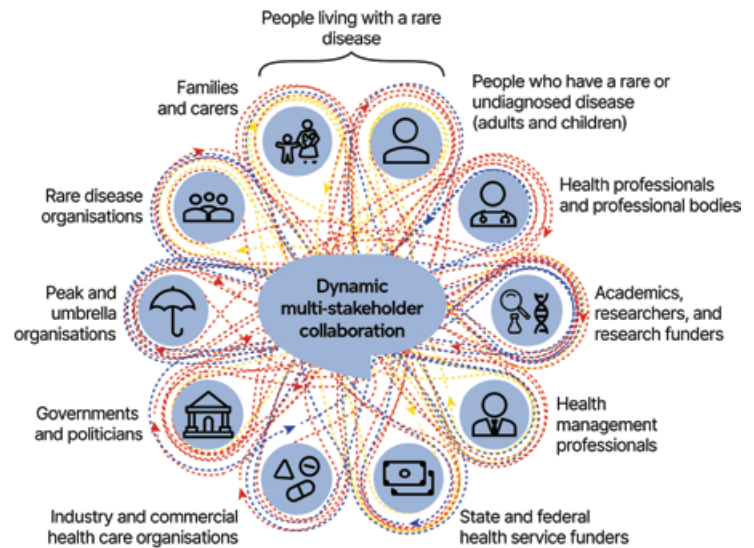 People living with a rare
disease
Families
and carers
People who have a rare or
undiagnosed disease
(adults and children)
Rare disease
organisations
Health professionals
and professional bodies
Peak and
umbrella
organisations
Dynamic
multi-stakeholder
collaboration
Academics,
researchers, and
research funders
Governments
and politicians
Health
management
professionals
Industry and commercial
health care organisations
State and federal
health service funders